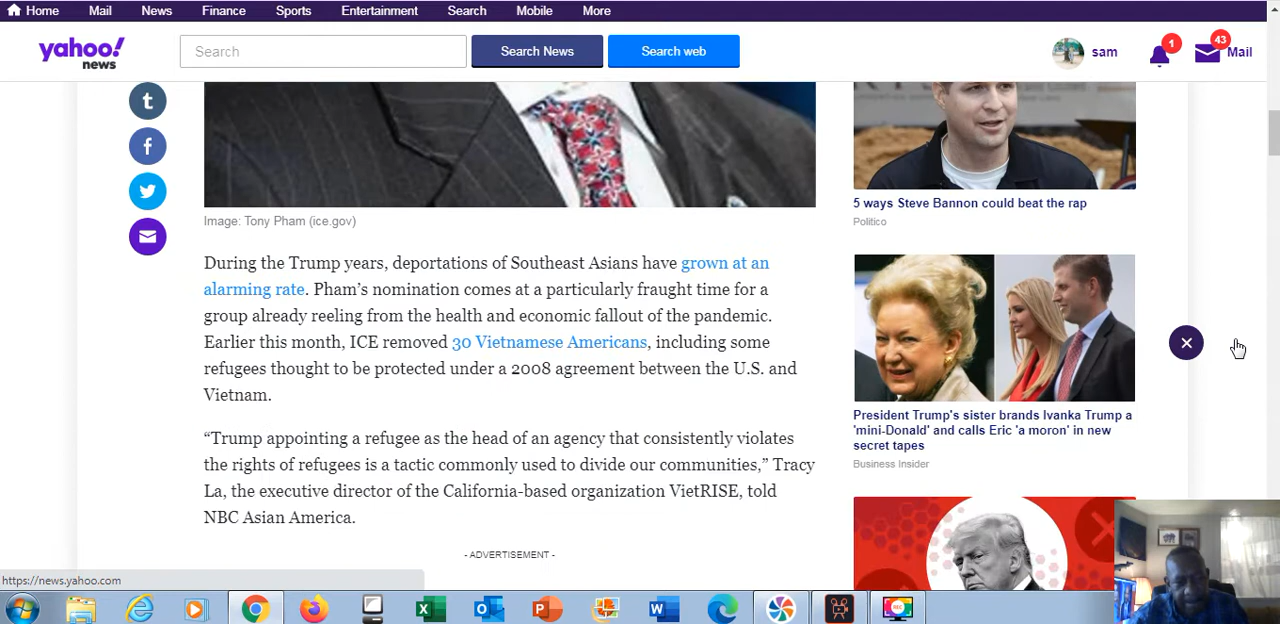 Home Mail News Finance Sports Entertainment Search Mobile More
yahoo!
news
Search
Search News
Search web
sam
1
43
Mail
t
f
Image: Tony Pham (ice.gov)
During the Trump years, deportations of Southeast Asians have grown at an
alarming rate. Pham’s nomination comes at a particularly fraught time for a
group already reeling from the health and economic fallout of the pandemic.
Earlier this month, ICE removed 30 Vietnamese Americans, including some
refugees thought to be protected under a 2008 agreement between the U.S. and
Vietnam.
“Trump appointing a refugee as the head of an agency that consistently violates
the rights of refugees is a tactic commonly used to divide our communities,” Tracy
La, the executive director of the California-based organization VietRISE, told
NBC Asian America.
- ADVERTISEMENT -
5 ways Steve Bannon could beat the rap
Politico
President Trump's sister brands Ivanka Trump a
'mini-Donald' and calls Eric 'a moron' in new
secret tapes
Business Insider
https://news.yahoo.com
REC